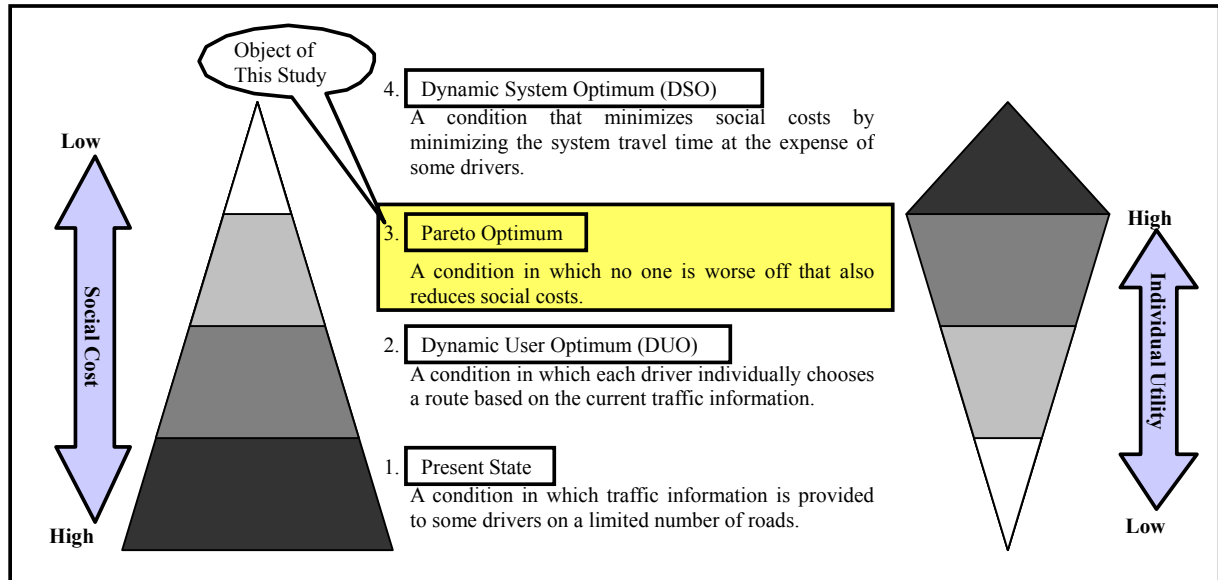 Object of
This Study
4. Dynamic System Optimum (DSO)
A condition that minimizes social costs by
minimizing the system travel time at the expense of
some drivers.
Low
High
3. Pareto Optimum
A condition in which no one is worse off that also
reduces social costs.
Social Cost
Individual Utility
2. Dynamic User Optimum (DUO)
A condition in which each driver individually chooses
a route based on the current traffic information.
1. Present State
A condition in which traffic information is provided
to some drivers on a limited number of roads.
High
Low